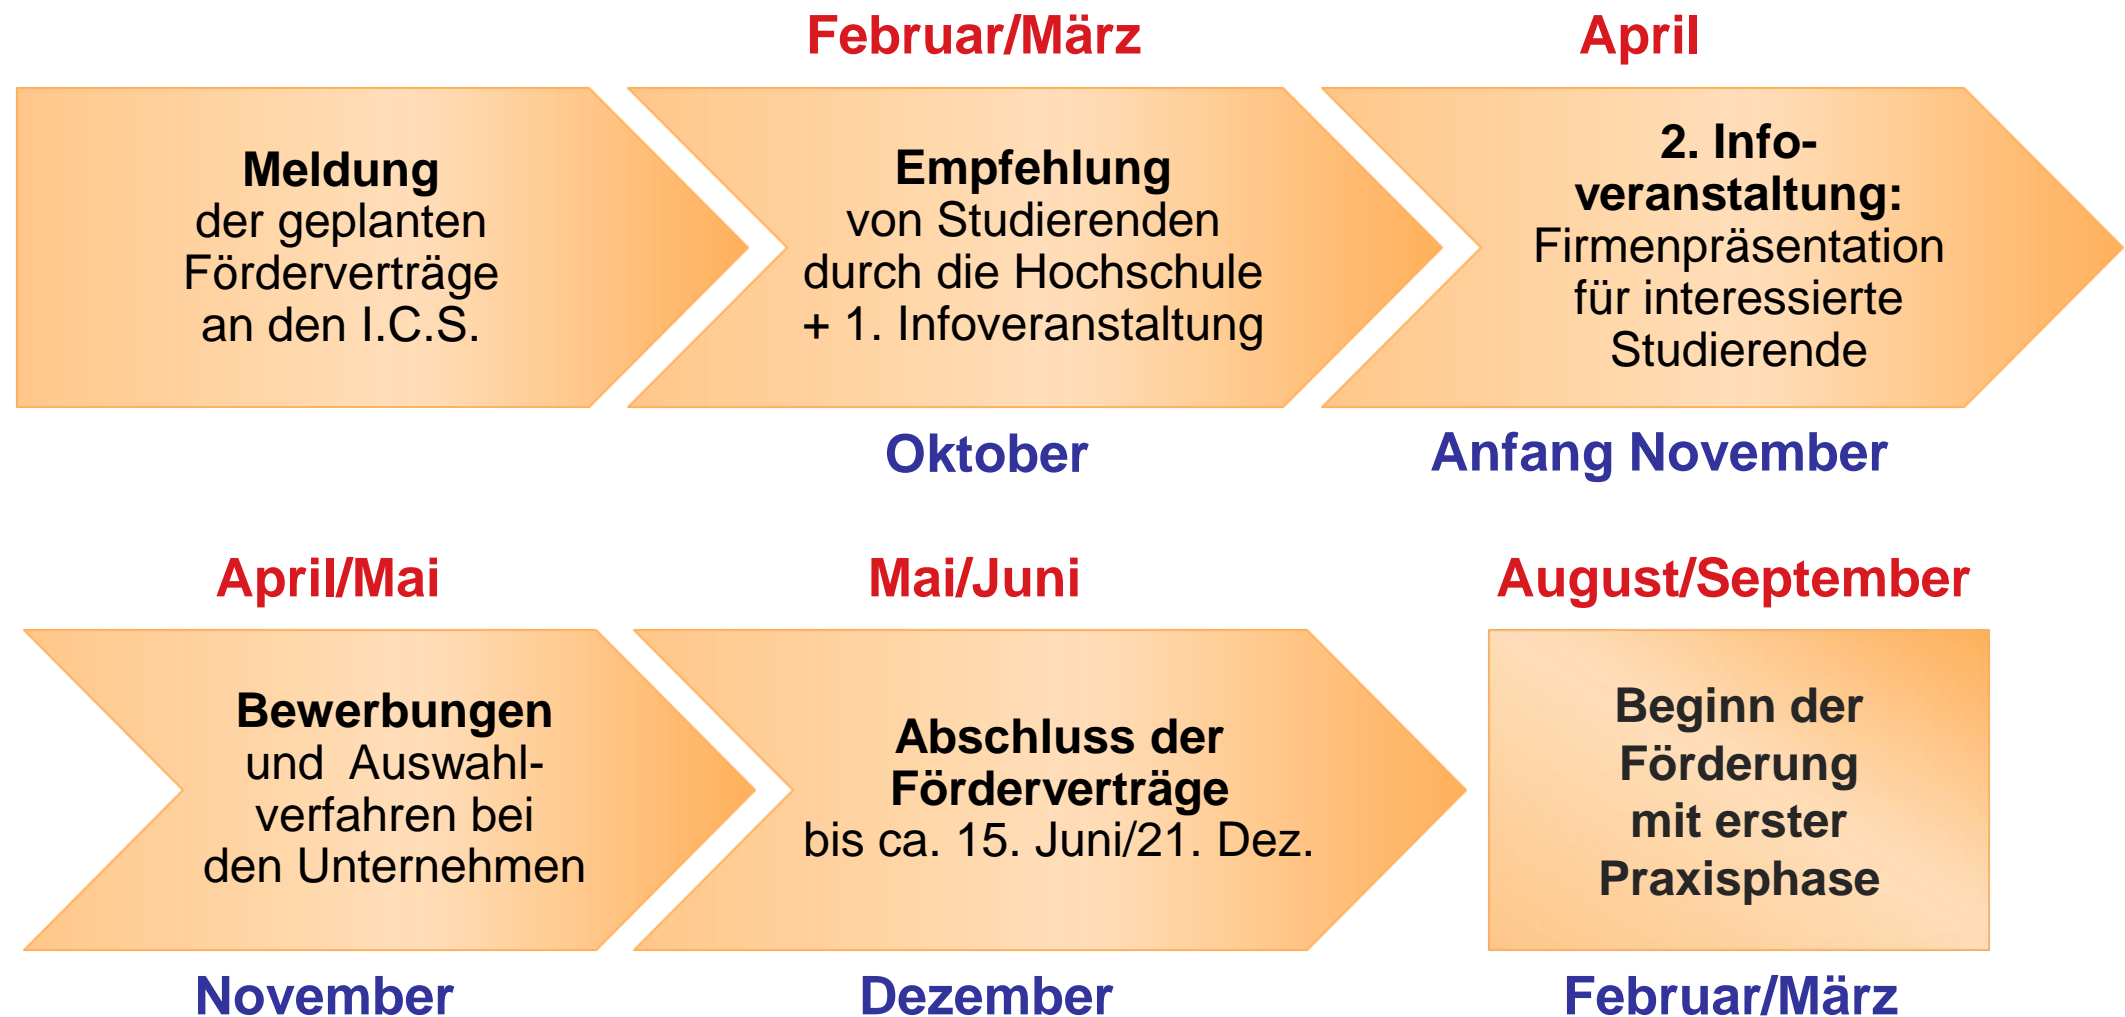 Februar/März
April
Meldung
der geplanten
Förderverträge
an den I.C.S.
Empfehlung
von Studierenden
durch die Hochschule
+ 1. Infoveranstaltung
2. Info-
veranstaltung:
Firmenpräsentation
für interessierte
Studierende
Oktober
Anfang November
April/Mai
Mai/Juni
August/September
Bewerbungen
und Auswahl-
verfahren bei
den Unternehmen
Abschluss der
Förderverträge
bis ca. 15. Juni/21. Dez.
Beginn der
Förderung
mit erster
Praxisphase
November
Dezember
Februar/März